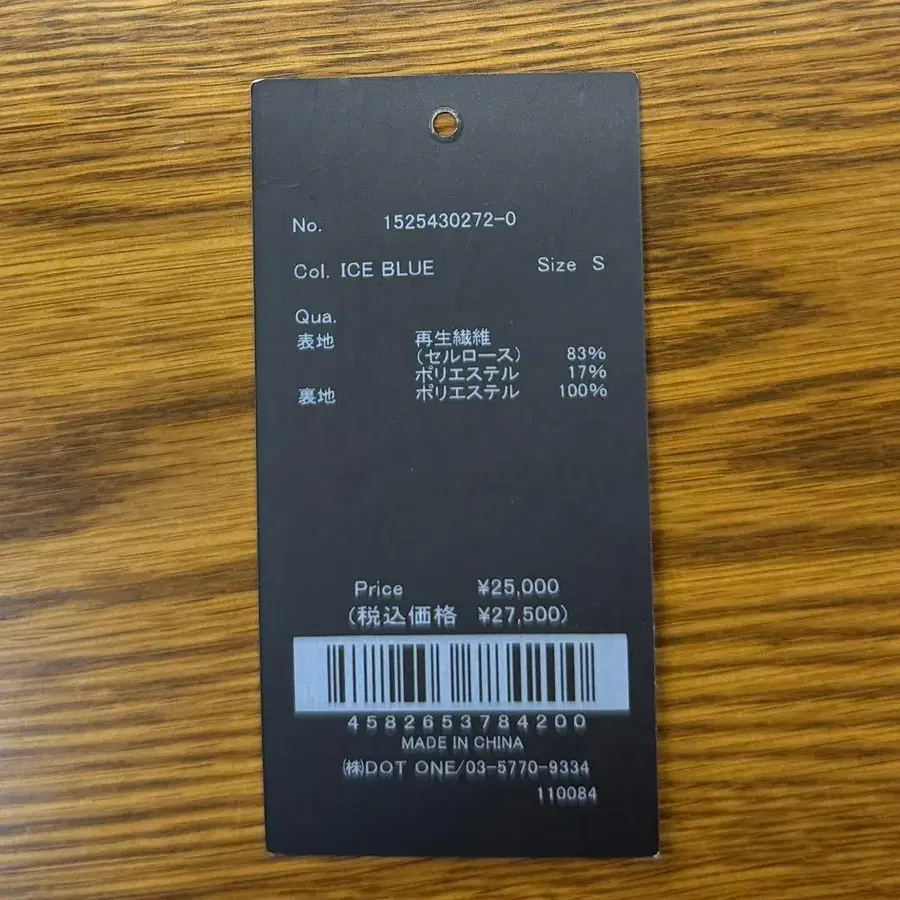 No. 1525430272-0
Col. ICE BLUE Size S
Qua.
表地 再生繊維
(セルロース) 83%
ポリエステル 17%
裏地 ポリエステル 100%
Price ¥25,000
(税込価格 ¥27,500)
4582653784200
MADE IN CHINA
㈱DOT ONE/03-5770-9334
110084